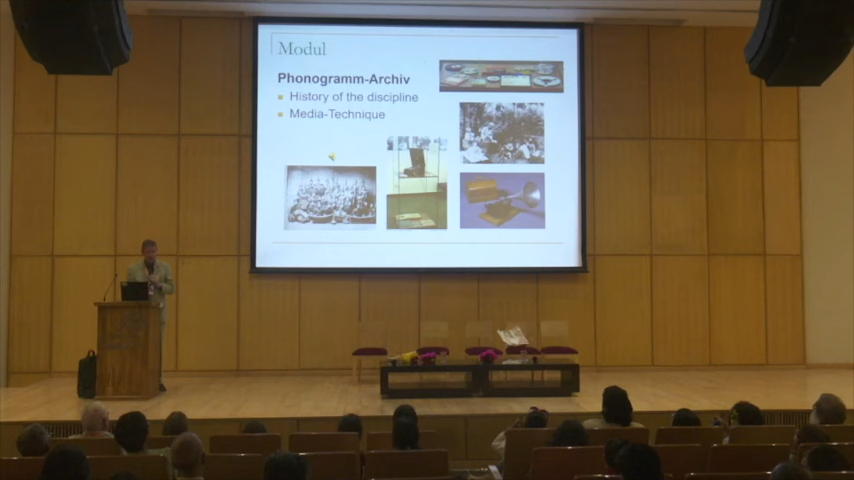 Modul
Phonogramm-Archiv
History of the discipline
Media-Technique